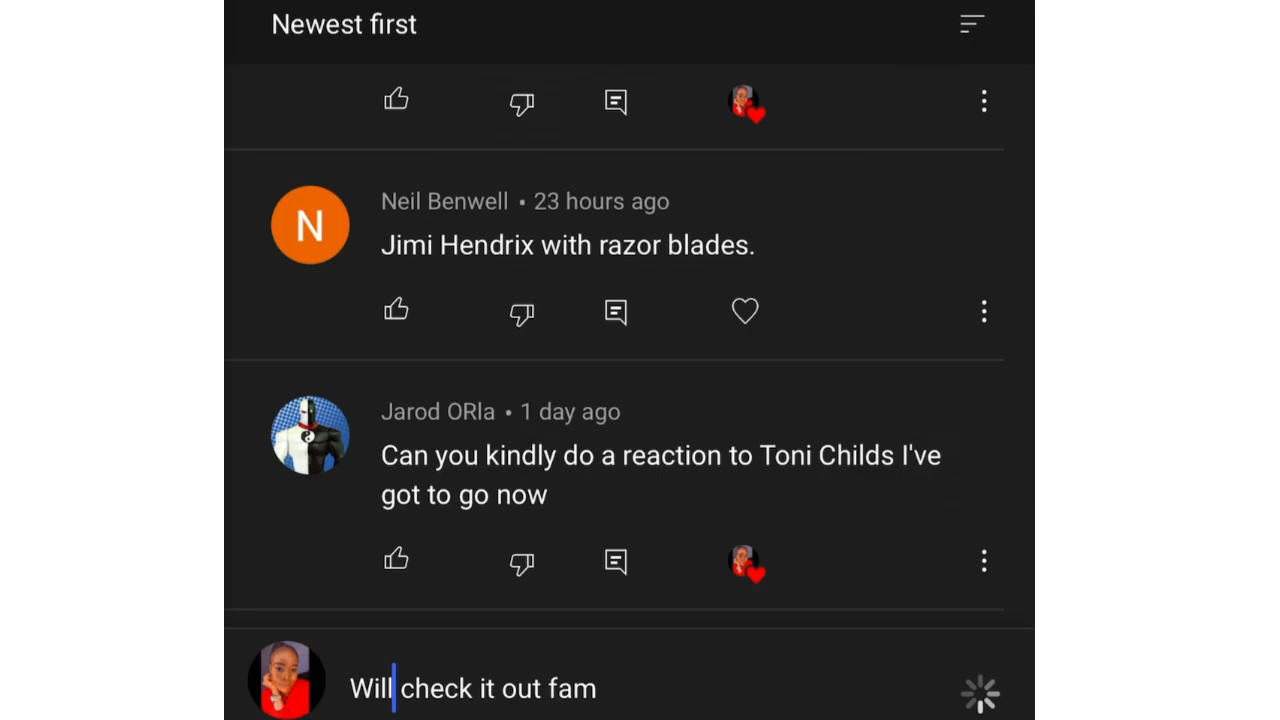 Newest first
N
Neil Benwell • 23 hours ago
Jimi Hendrix with razor blades.
Jarod ORla • 1 day ago
Can you kindly do a reaction to Toni Childs I've
got to go now
Will check it out fam